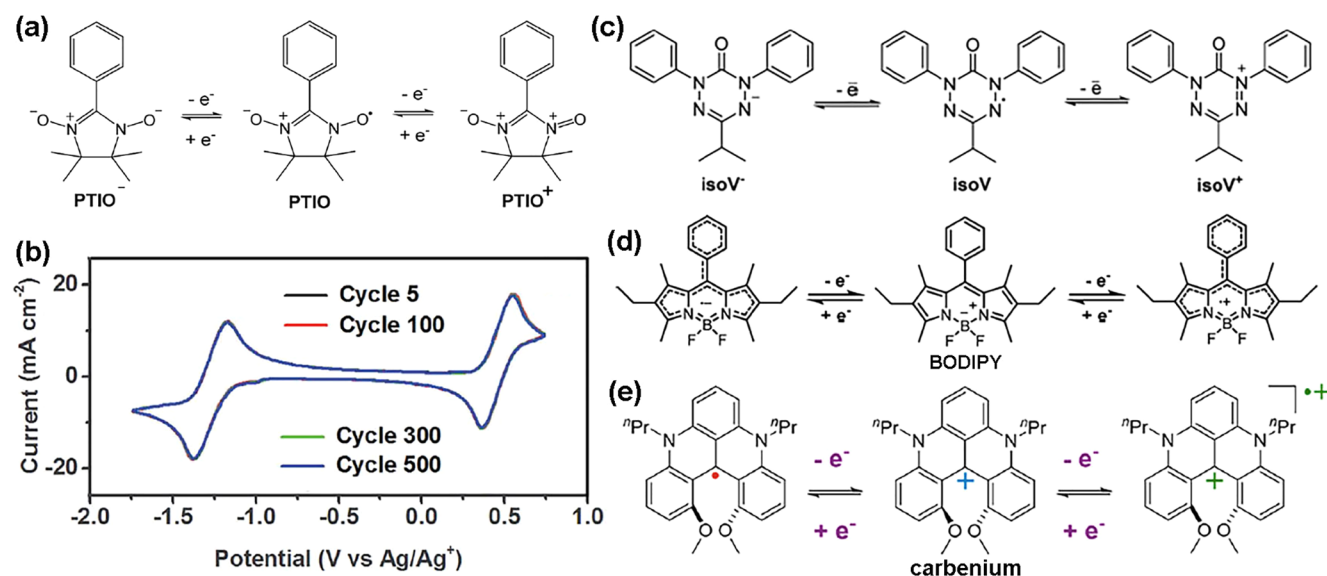 (a)
- e⁻
- e⁻
+ e⁻
+ e⁻
⁻O
N⁺
N
O⁻
⁻O
N⁺
N
O•
⁻O
N⁺
N⁺
O
PTIO⁻
PTIO
PTIO⁺
(b)
20
0
-20
Current (mA cm⁻²)
Cycle 5
Cycle 100
Cycle 300
Cycle 500
-2.0 -1.5 -1.0 -0.5 0.0 0.5 1.0
Potential (V vs Ag/Ag⁺)
(c)
O
O
O
N
N
N
N
N
N⁺
- e̅
- e̅
N
N⁻
N
N•
N
N
isoV⁻
isoV
isoV⁺
(d)
- e⁻
- e⁻
+ e⁻
+ e⁻
N
B
N
N
B
N
N
B
N
F
F
F
F
F
F
BODIPY
(e)
•+
ⁿPr
N
N
ⁿPr
ⁿPr
N
N
ⁿPr
ⁿPr
N
N
ⁿPr
- e⁻
- e⁻
+
+
+ e⁻
+ e⁻
O
O
O
O
O
O
carbenium